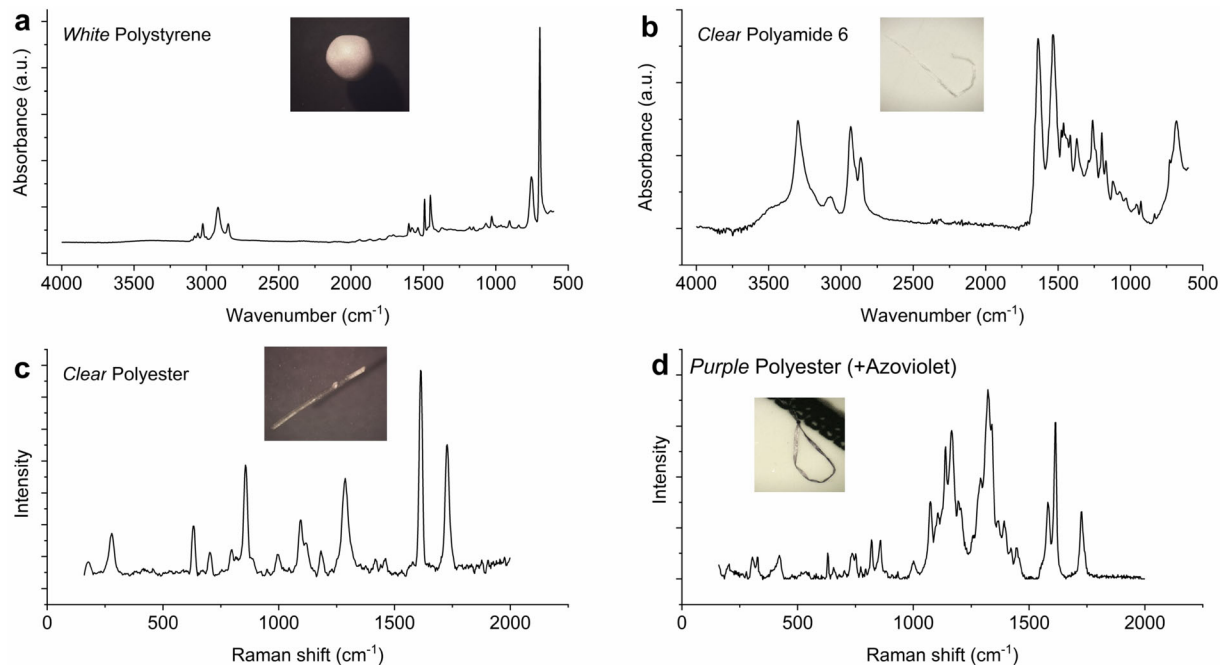 a
White Polystyrene
Absorbance (a.u.)
4000 3500 3000 2500 2000 1500 1000 500
Wavenumber (cm-1)
b
Clear Polyamide 6
Absorbance (a.u.)
4000 3500 3000 2500 2000 1500 1000 500
Wavenumber (cm-1)
c
Clear Polyester
Intensity
0 500 1000 1500 2000
Raman shift (cm-1)
d
Purple Polyester (+Azoviolet)
Intensity
0 500 1000 1500 2000
Raman shift (cm-1)